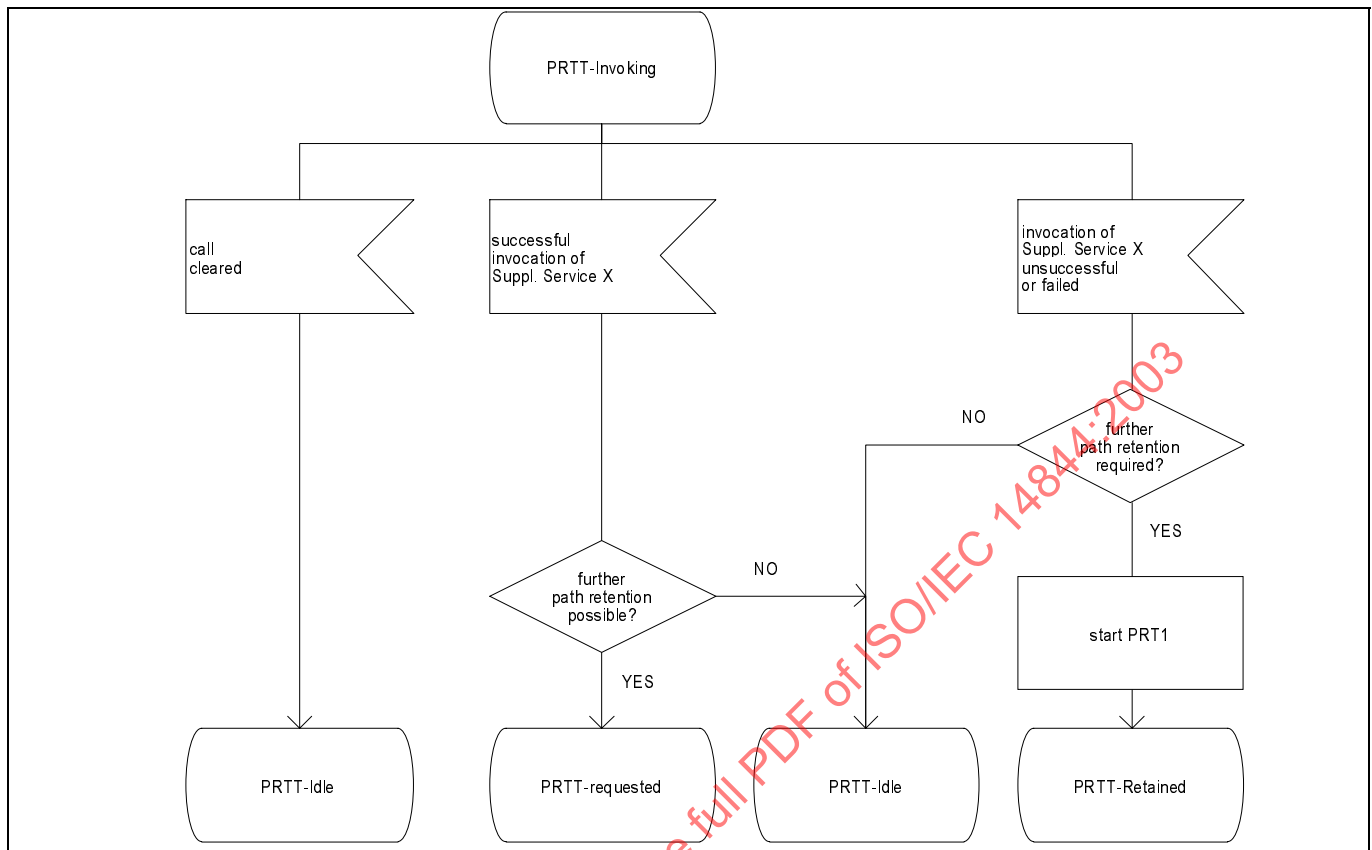 PRTT-Invoking
call
cleared
successful
invocation of
Suppl. Service X
invocation of
Suppl. Service X
unsuccessful
or failed
NO
further
path retention
required?
YES
further
path retention
possible?
NO
YES
start PRT1
PRTT-Idle
PRTT-requested
PRTT-Idle
PRTT-Retained
full PDF of ISO/IEC 14844:2003